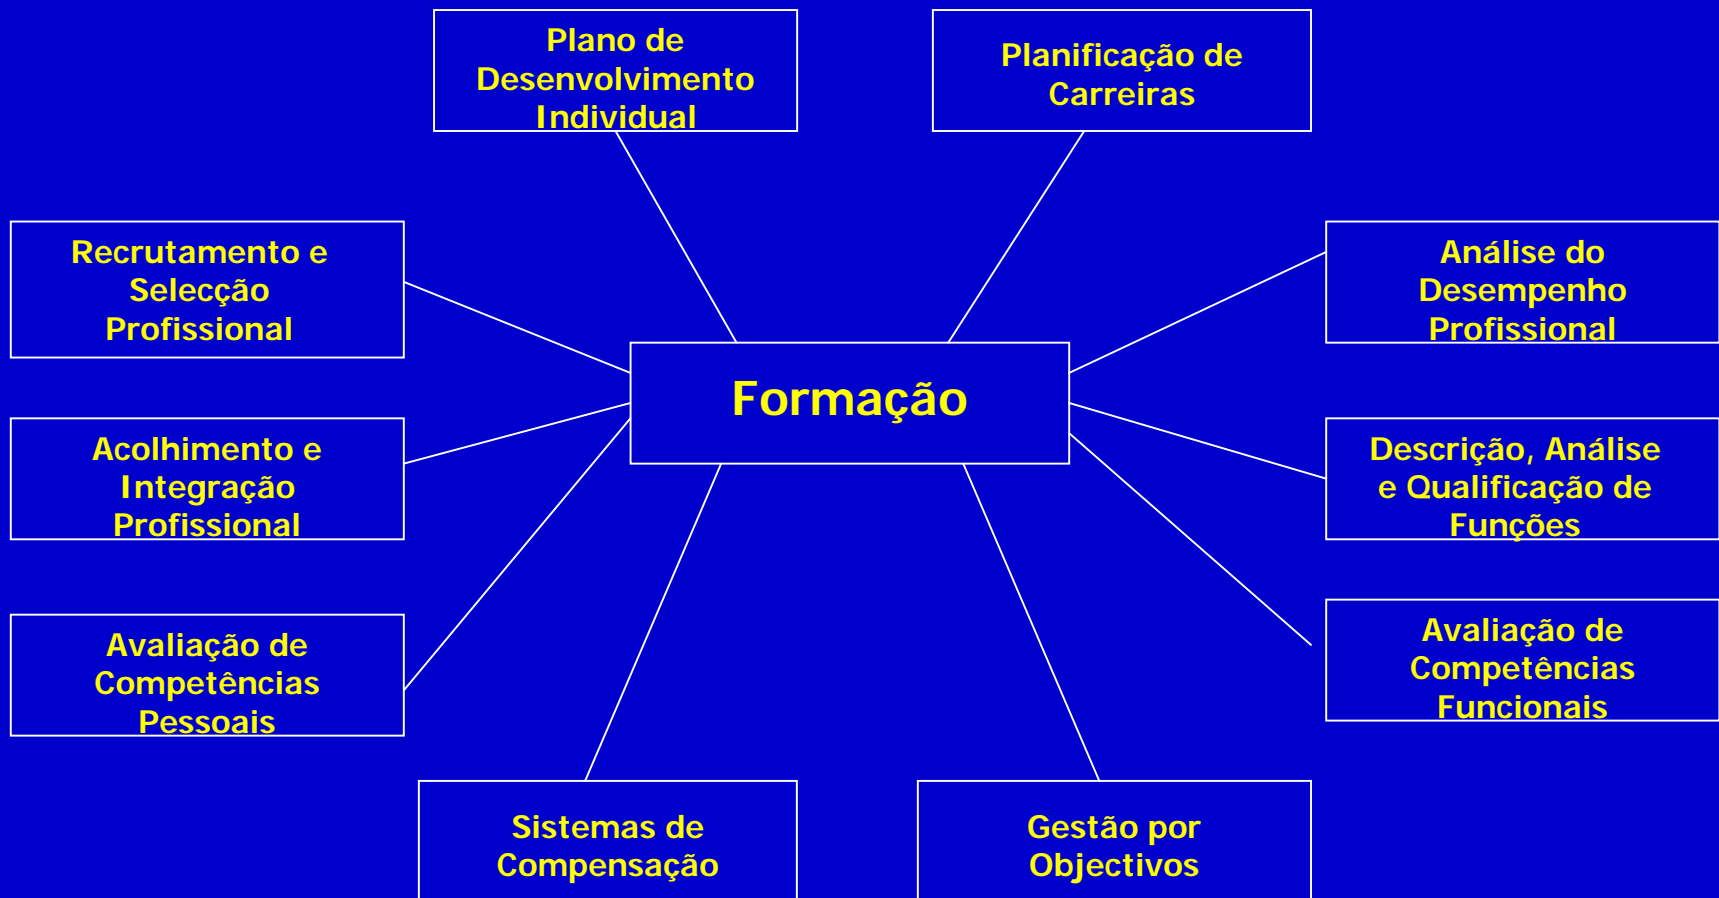 Plano de
Desenvolvimento
Individual
Planificação de
Carreiras
Recrutamento e
Selecção
Profissional
Análise do
Desempenho
Profissional
Formação
Acolhimento e
Integração
Profissional
Descrição, Análise
e Qualificação de
Funções
Avaliação de
Competências
Pessoais
Avaliação de
Competências
Funcionais
Sistemas de
Compensação
Gestão por
Objectivos